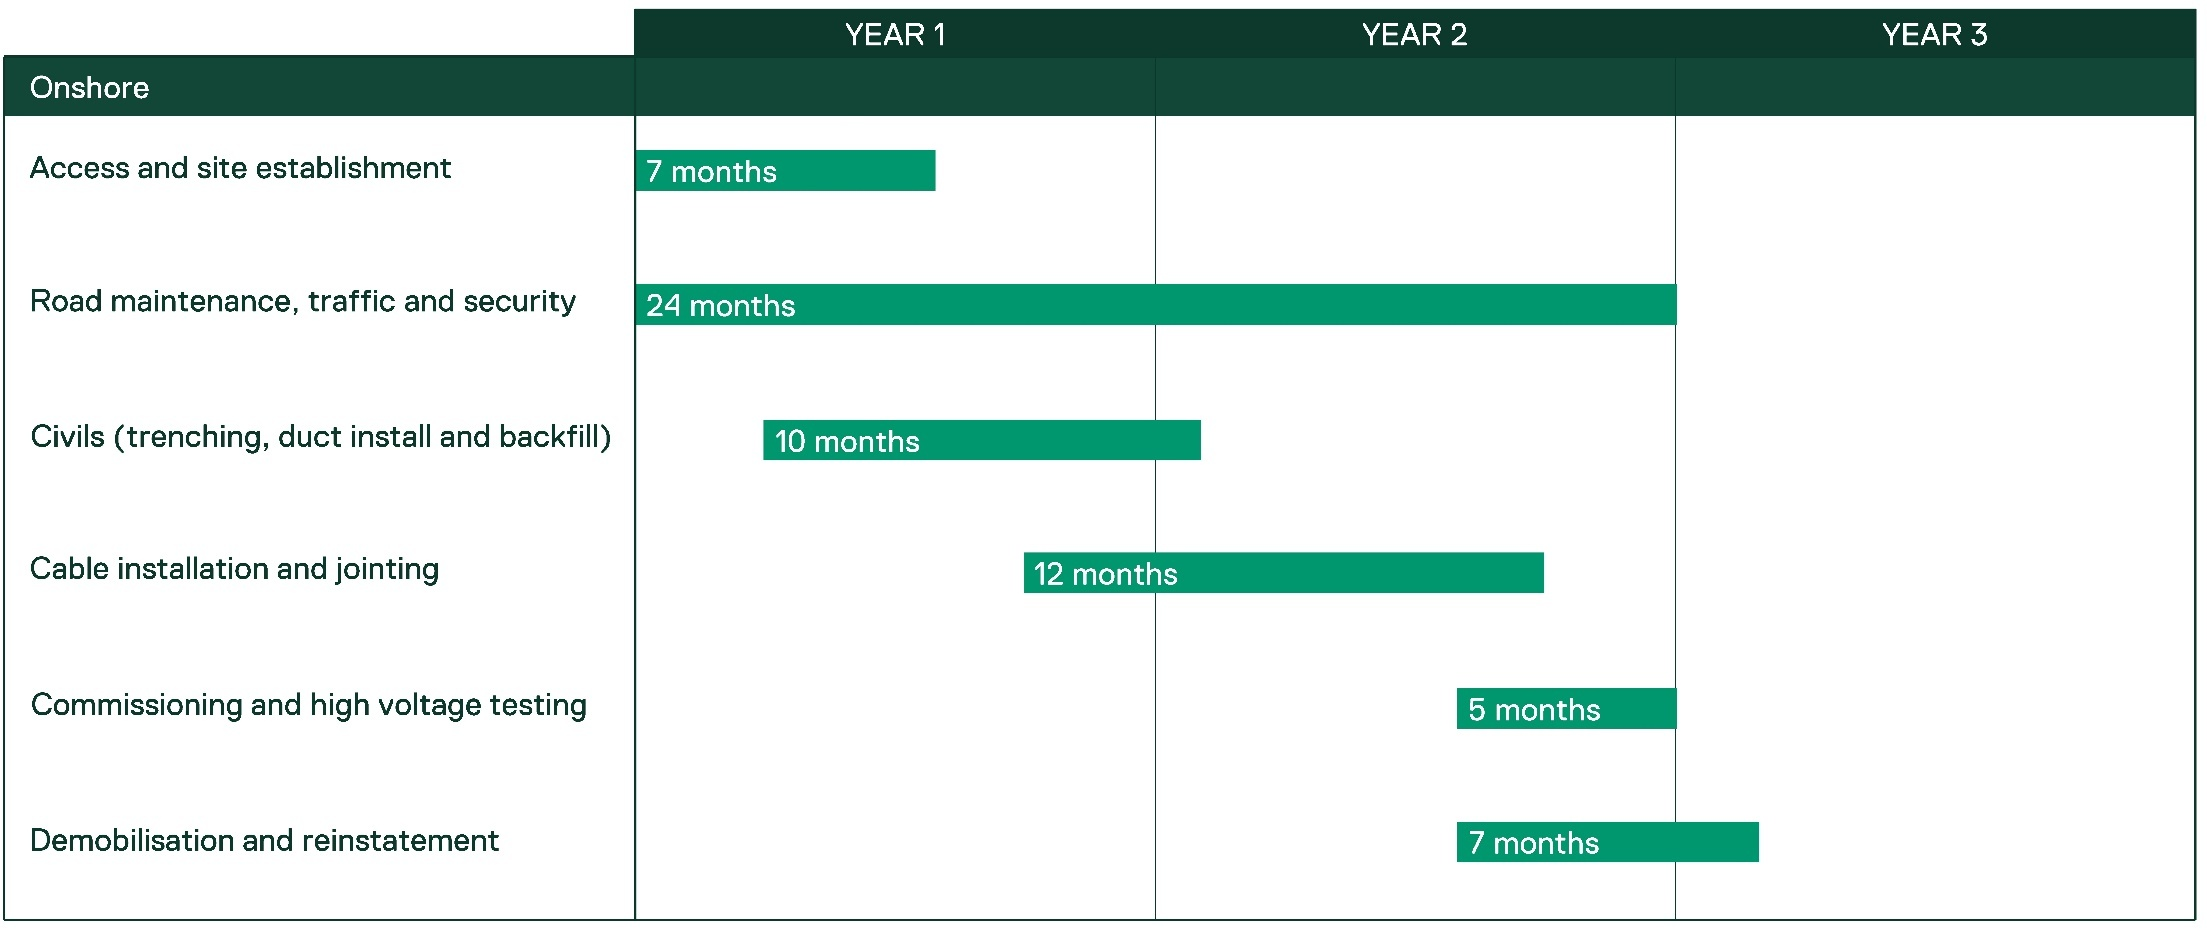 YEAR 1 YEAR 2 YEAR 3
Onshore
Access and site establishment 7 months
Road maintenance, traffic and security 24 months
Civils (trenching, duct install and backfill) 10 months
Cable installation and jointing 12 months
Commissioning and high voltage testing 5 months
Demobilisation and reinstatement 7 months